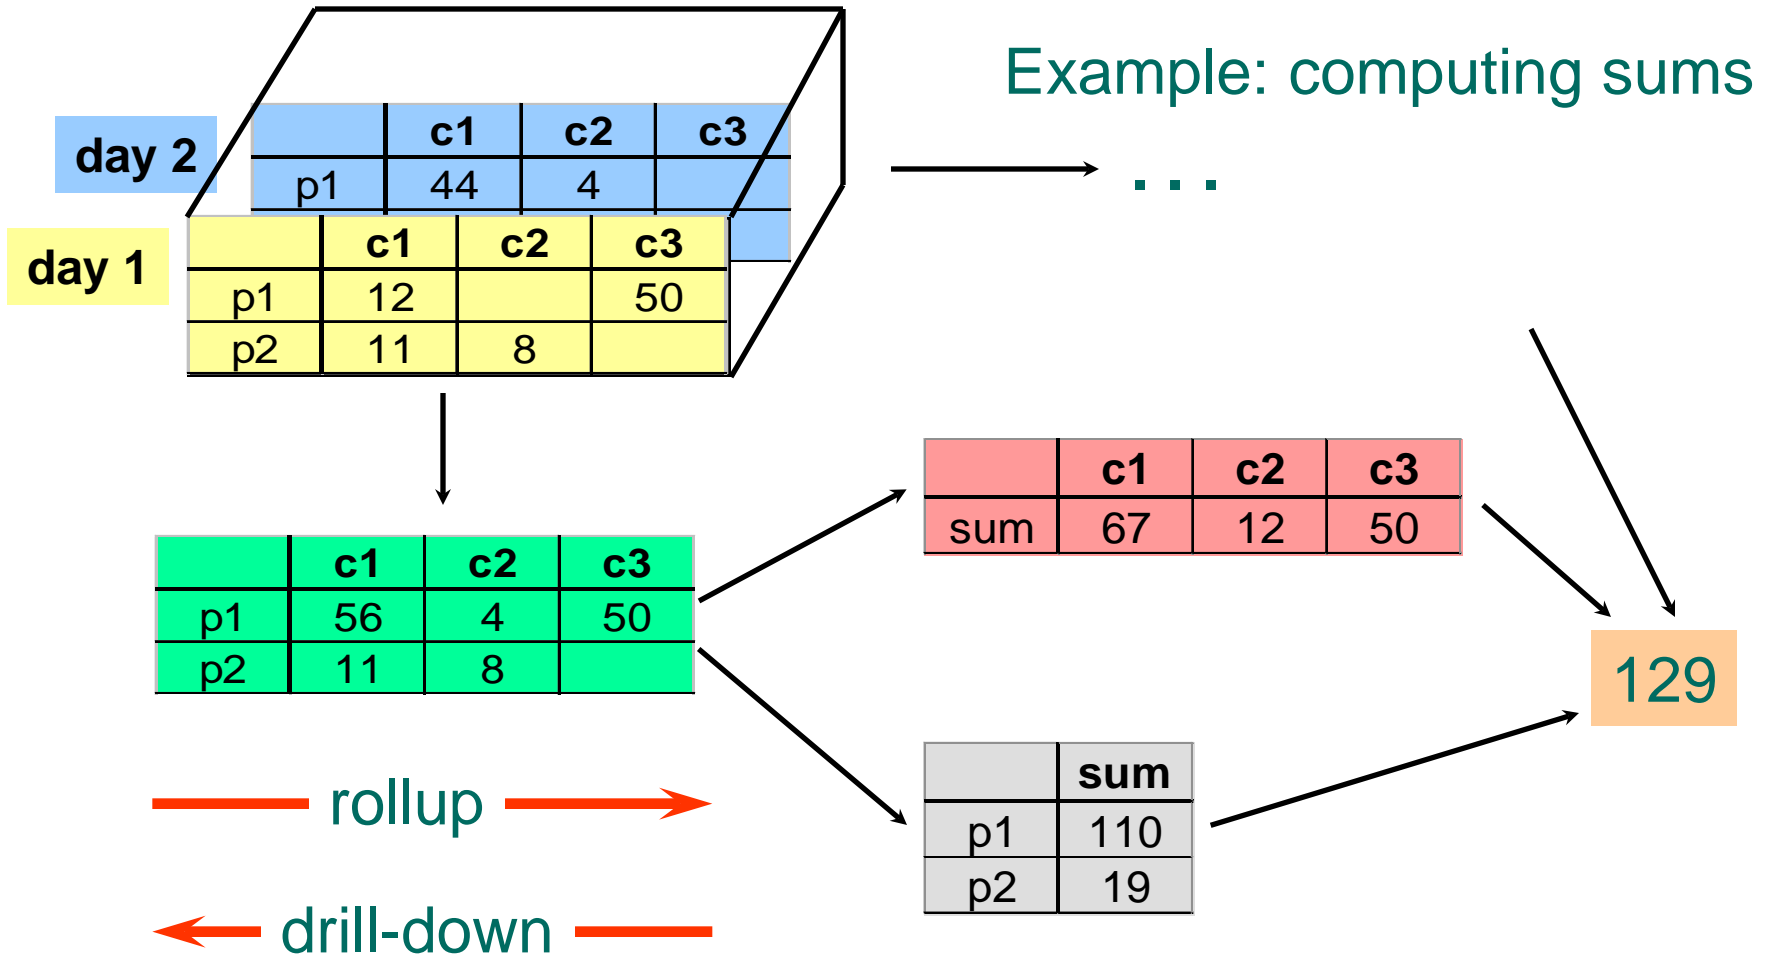 Example: computing sums
day 2
c1 c2 c3
p1 44 4
...
day 1
c1 c2 c3
p1 12 50
p2 11 8
c1 c2 c3
sum 67 12 50
c1 c2 c3
p1 56 4 50
p2 11 8
129
sum
p1 110
p2 19
rollup
drill-down